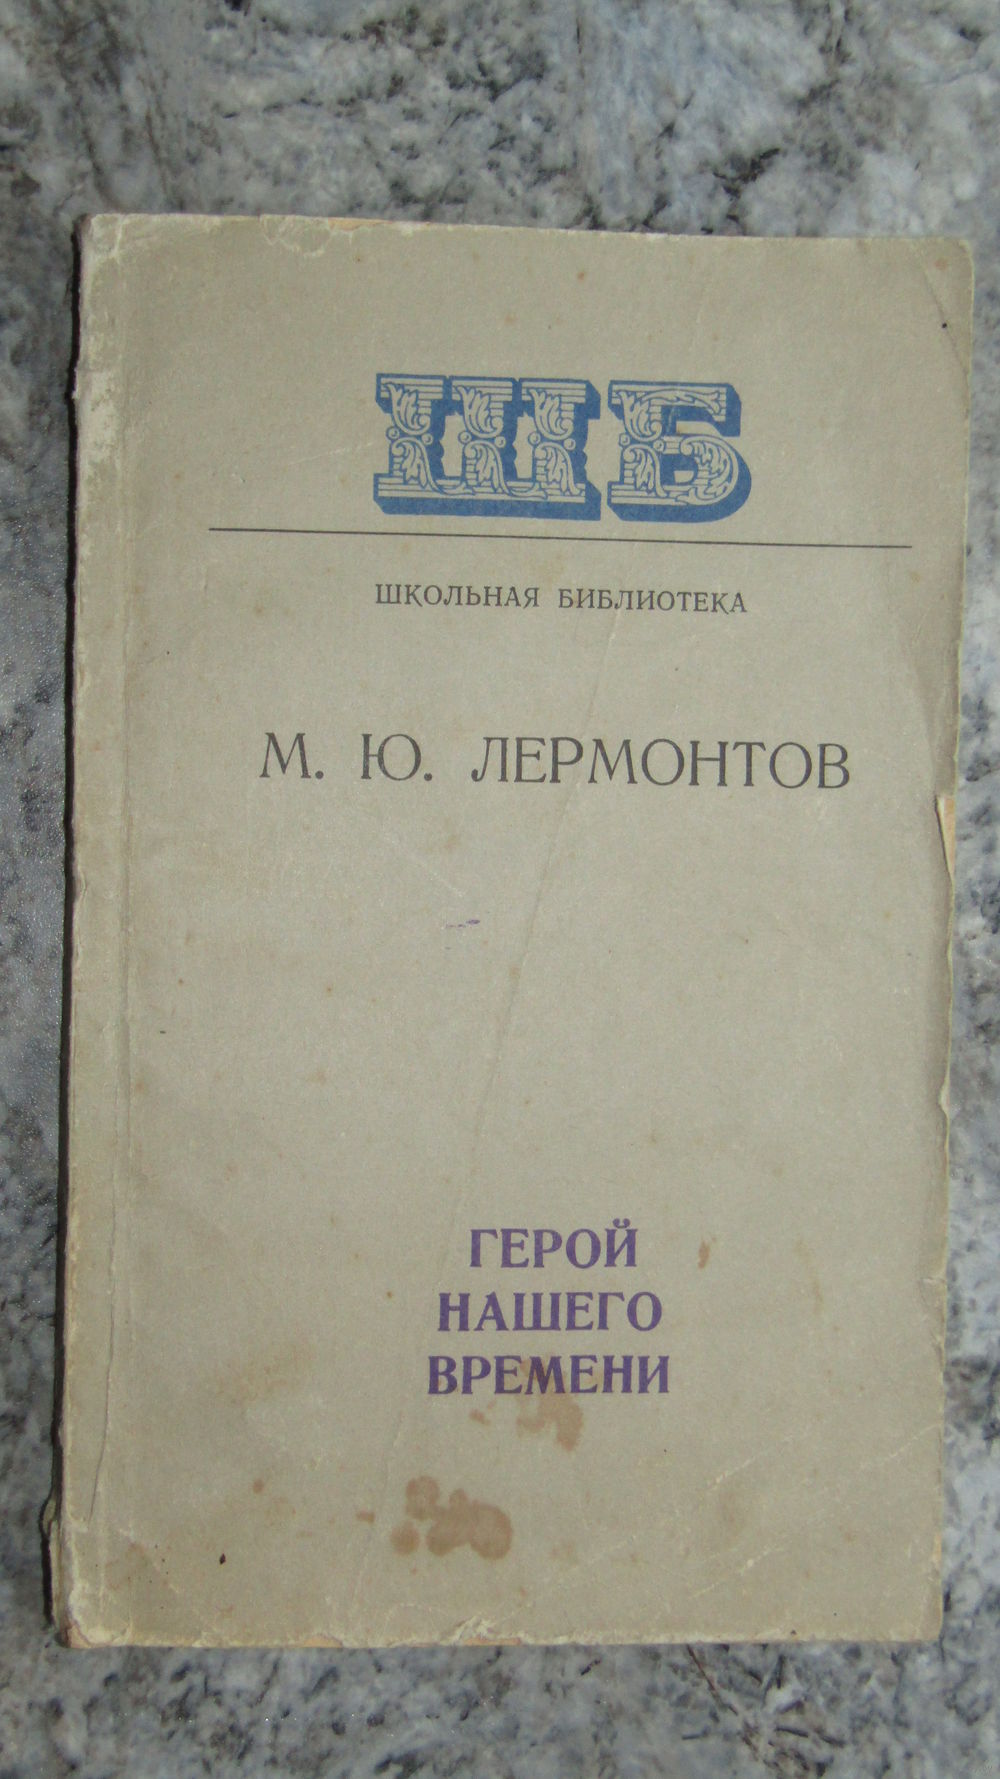 ШБ
ШКОЛЬНАЯ БИБЛИОТЕКА
М. Ю. ЛЕРМОНТОВ
ГЕРОЙ
НАШЕГО
ВРЕМЕНИ